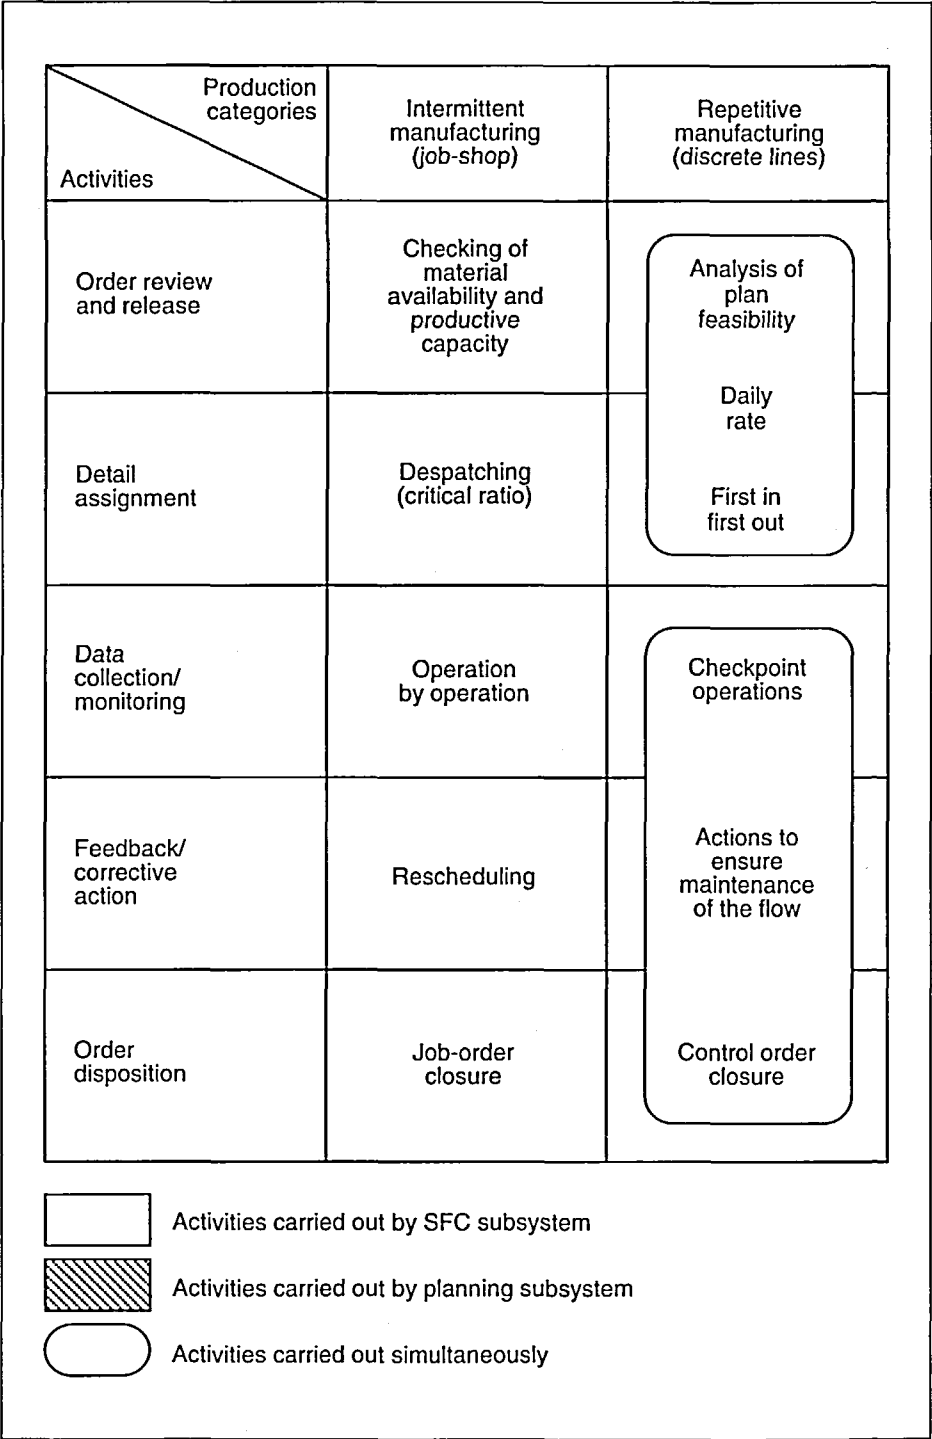 Production
categories
Activities
Intermittent
manufacturing
(job-shop)
Repetitive
manufacturing
(discrete lines)
Order review
and release
Checking of
material
availability and
productive
capacity
Analysis of
plan
feasibility
Daily
rate
Detail
assignment
Despatching
(critical ratio)
First in
first out
Data
collection/
monitoring
Operation
by operation
Checkpoint
operations
Feedback/
corrective
action
Rescheduling
Actions to
ensure
maintenance
of the flow
Order
disposition
Job-order
closure
Control order
closure
Activities carried out by SFC subsystem
Activities carried out by planning subsystem
Activities carried out simultaneously